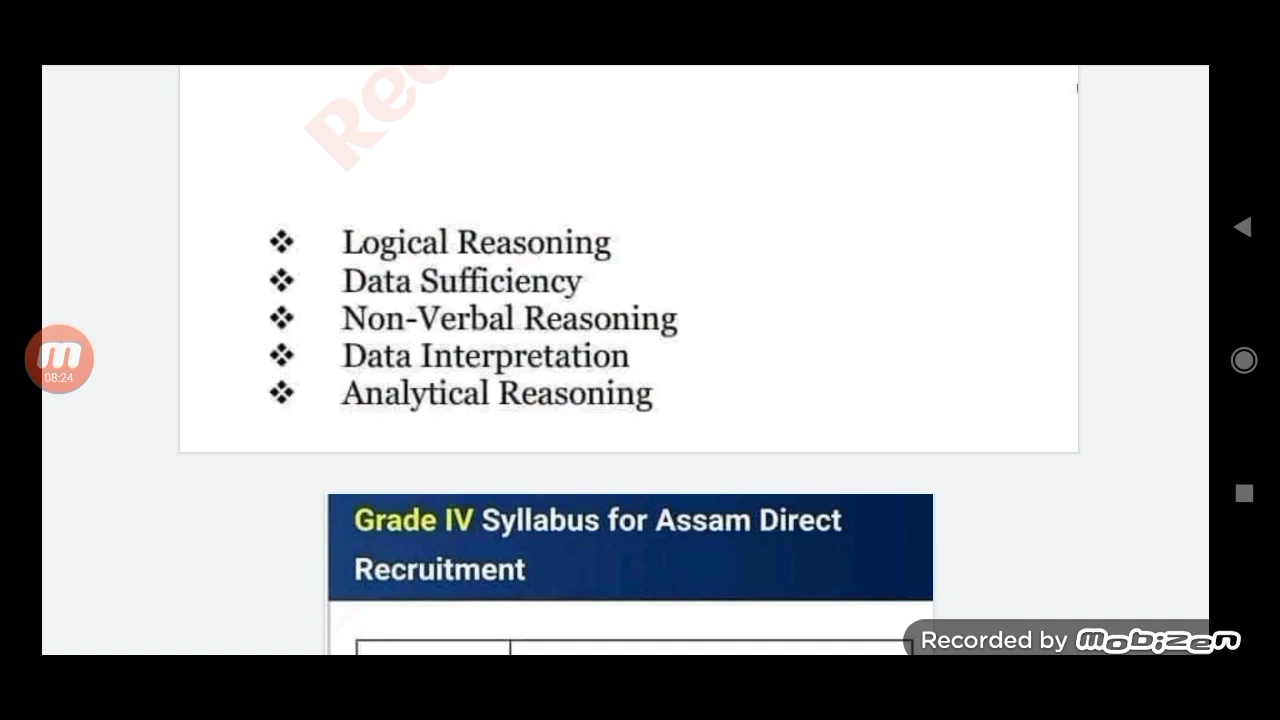 Rec
❖ Logical Reasoning
❖ Data Sufficiency
❖ Non-Verbal Reasoning
❖ Data Interpretation
❖ Analytical Reasoning
08:24
Grade IV Syllabus for Assam Direct
Recruitment
Recorded by mobizen